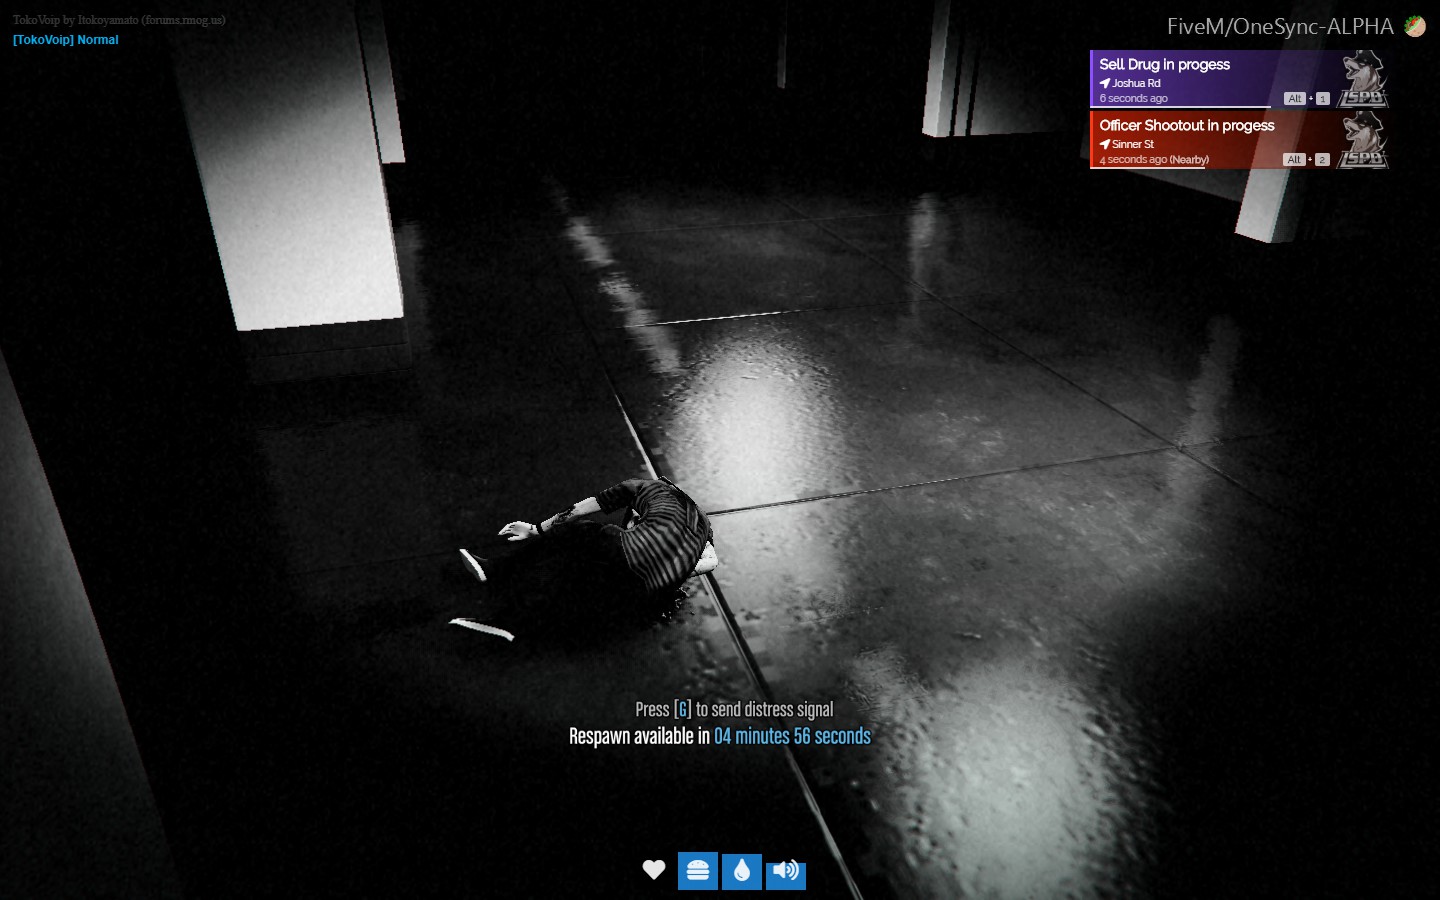 TokoVoip by Itokoyamato (forums.rmog.us)
[TokoVoip] Normal
FiveM/OneSync-ALPHA
Sell Drug in progess
Joshua Rd
6 seconds ago
Alt + 1
LSPD
Officer Shootout in progess
Sinner St
4 seconds ago (Nearby)
Alt + 2
LSPD
Press [G] to send distress signal
Respawn available in 04 minutes 56 seconds